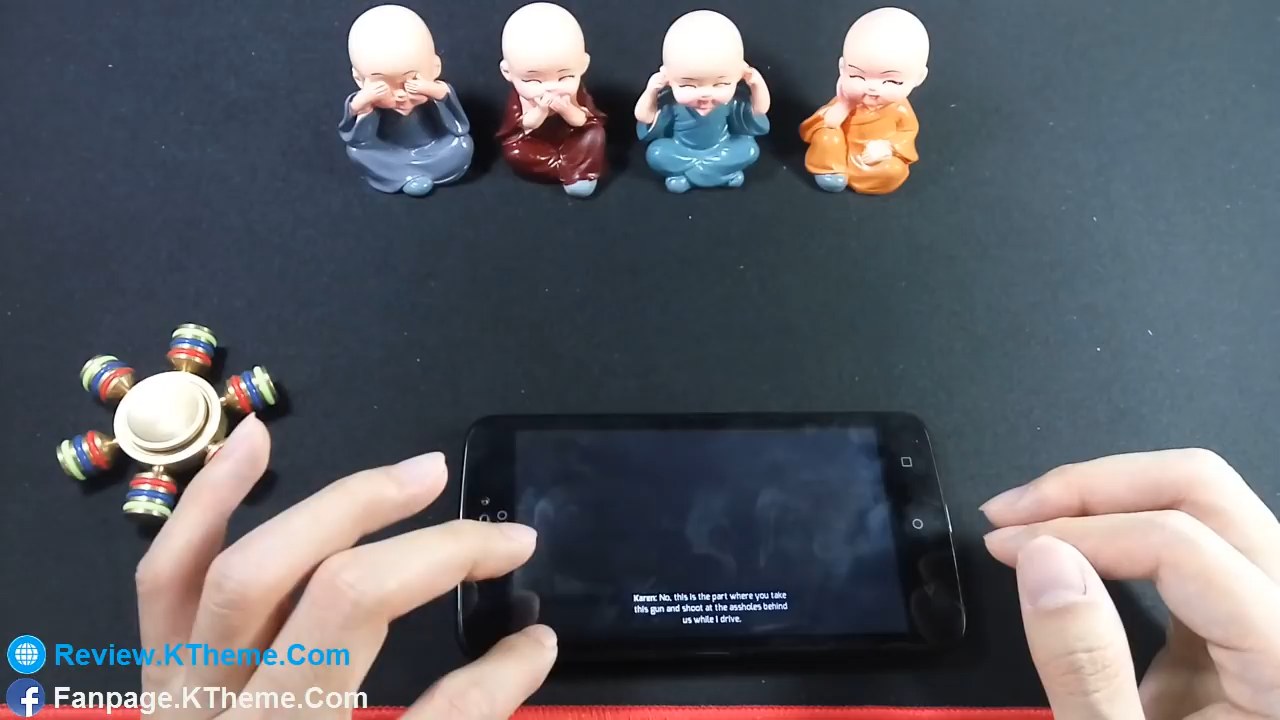 Karen: No, this is the part where you take
this gun and shoot at the assholes behind
us while I drive.
Review.KTheme.Com
Fanpage.KTheme.Com